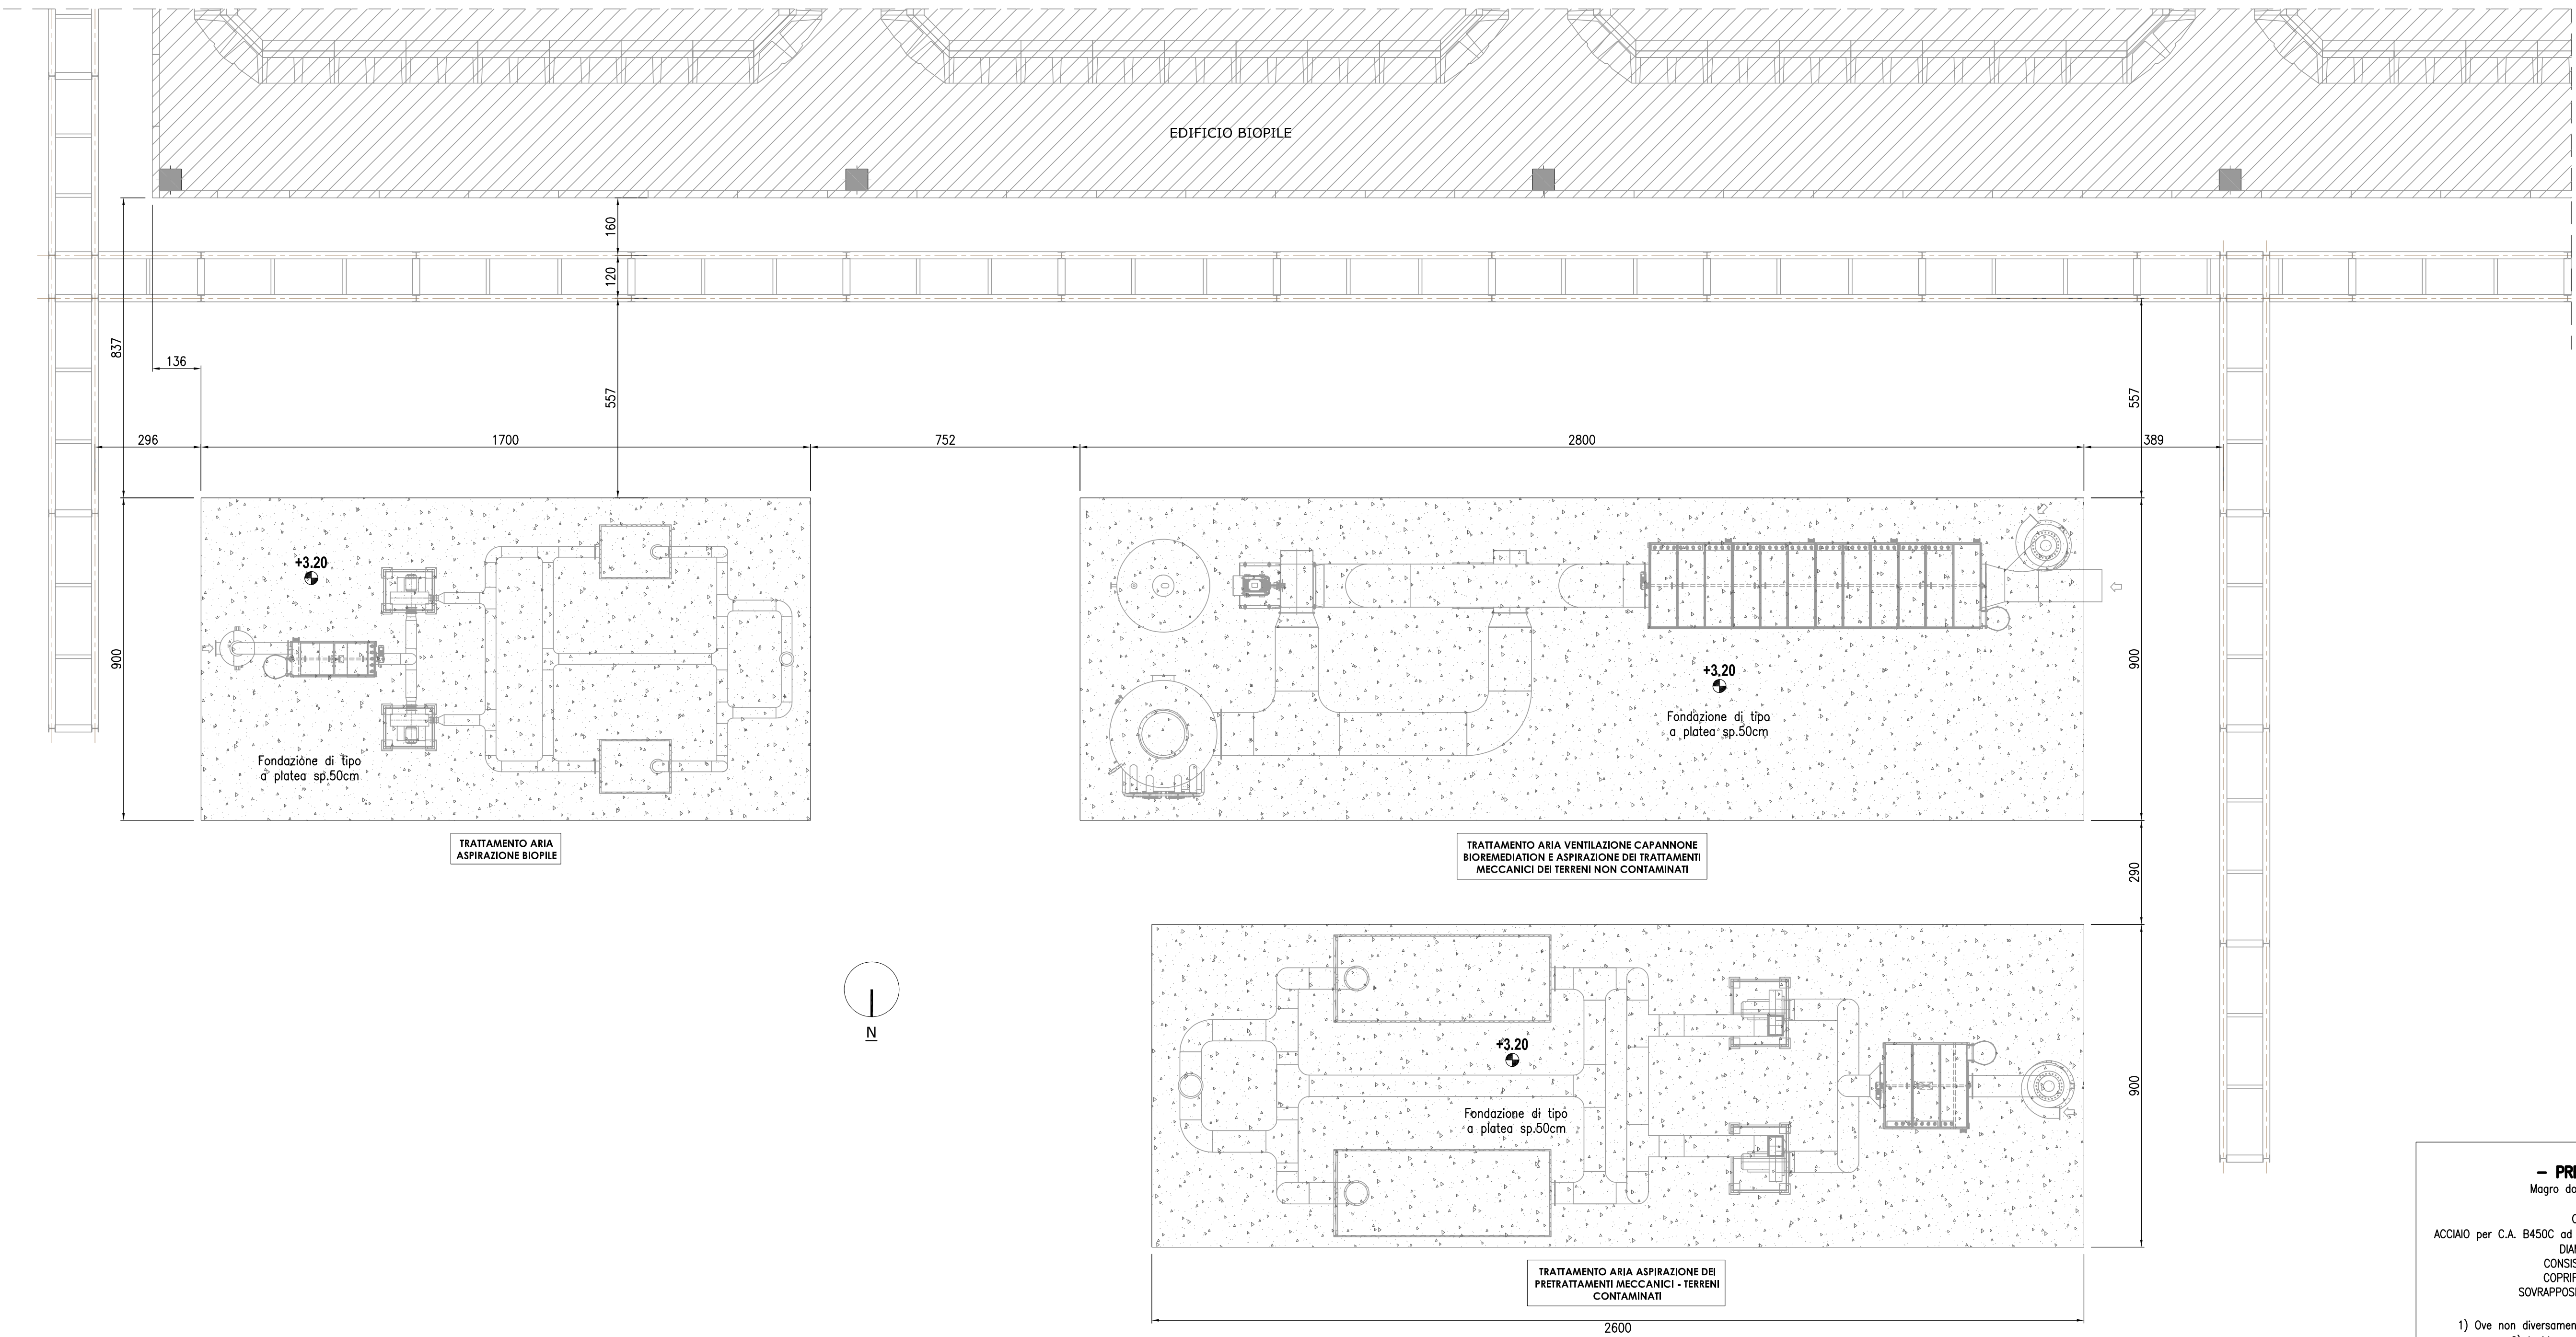 EDIFICIO BIOPILE
160
120
837
136
557
557
296
1700
752
2800
389
+3.20
900
Fondazione di tipo
a platea sp.50cm
+3.20
Fondazione di tipo
a platea sp.50cm
900
TRATTAMENTO ARIA
ASPIRAZIONE BIOPILE
TRATTAMENTO ARIA VENTILAZIONE CAPANNONE
BIOREMEDIATION E ASPIRAZIONE DEI TRATTAMENTI
MECCANICI DEI TERRENI NON CONTAMINATI
290
N
+3.20
Fondazione di tipo
a platea sp.50cm
900
TRATTAMENTO ARIA ASPIRAZIONE DEI
PRETRATTAMENTI MECCANICI - TERRENI
CONTAMINATI
2600
Magro
ACCIAIO per C.A. B450C ad
1) Ove non